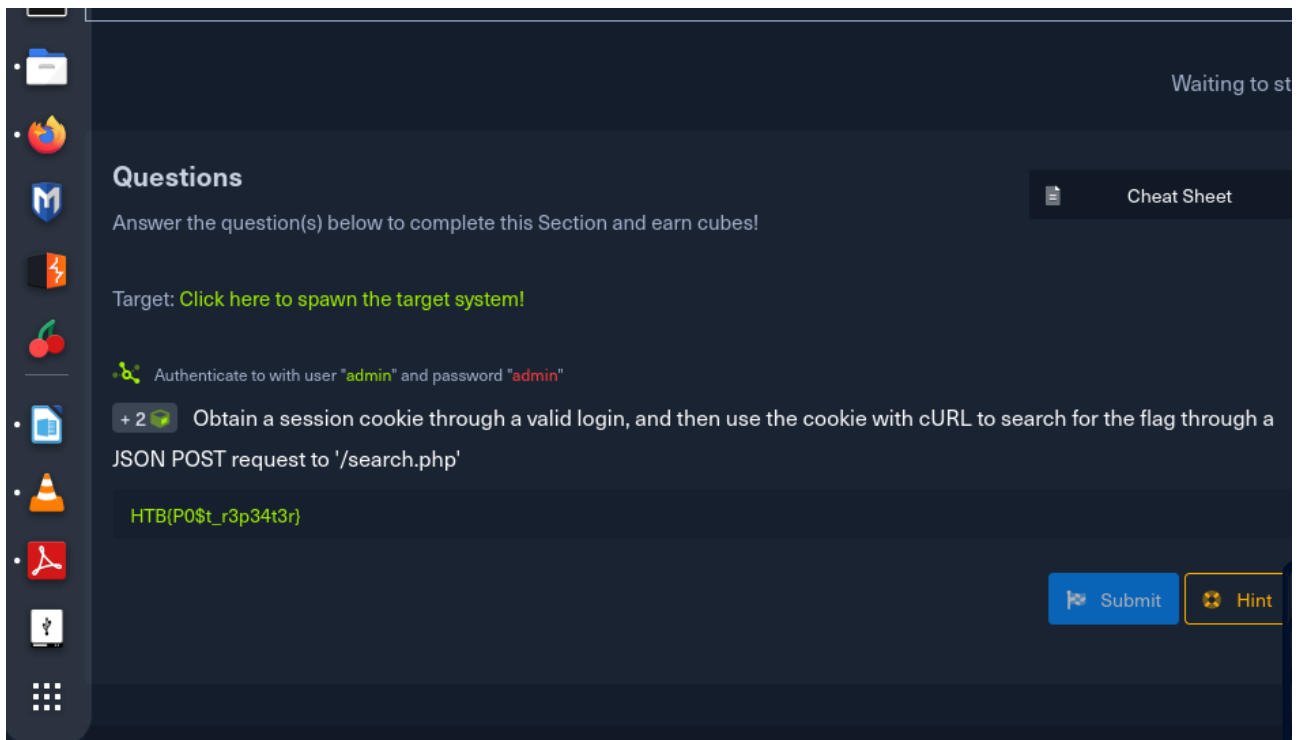 Waiting to st
Questions
Cheat Sheet
Answer the question(s) below to complete this Section and earn cubes!
Target: Click here to spawn the target system!
Authenticate to with user "admin" and password "admin"
+ 2 Obtain a session cookie through a valid login, and then use the cookie with cURL to search for the flag through a
JSON POST request to '/search.php'
HTB{P0$t_r3p34t3r}
Submit
Hint